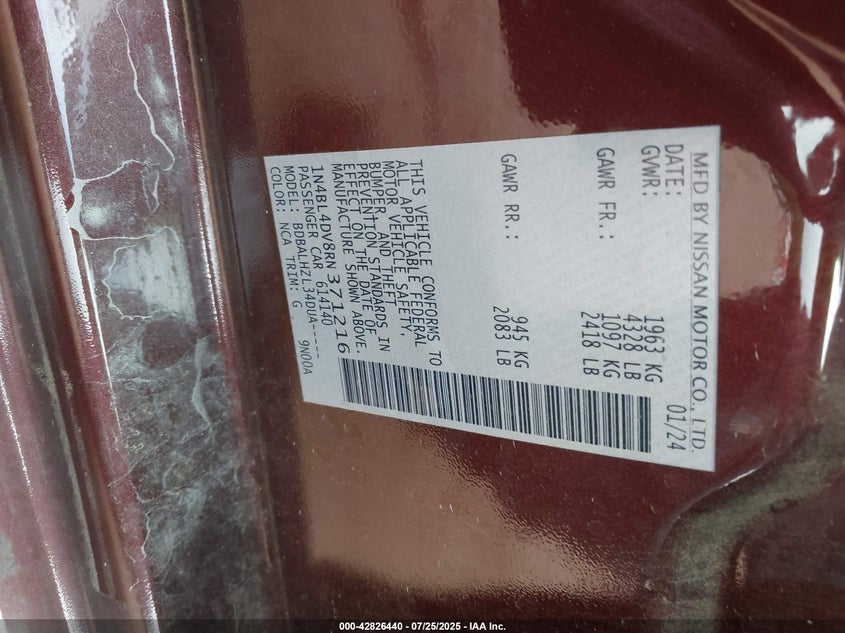 MFD BY NISSAN MOTOR CO., LTD.
DATE: 01/24
GVWR: 1963 KG
4328 LB
GAWR FR.: 1097 KG
2418 LB
GAWR RR.: 945 KG
2083 LB
THIS VEHICLE CONFORMS TO
ALL APPLICABLE FEDERAL
MOTOR VEHICLE SAFETY,
BUMPER, AND THEFT
PREVENTION STANDARDS IN
EFFECT ON THE DATE OF
MANUFACTURE SHOWN ABOVE.
1N4BL4DV8RN371216
PASSENGER CAR 614140
MODEL: BDBALHZL34DUA-----
COLOR: NCA TRIM: G 9N00A
000-42826440 / 07/25/2025 - IAA Inc.